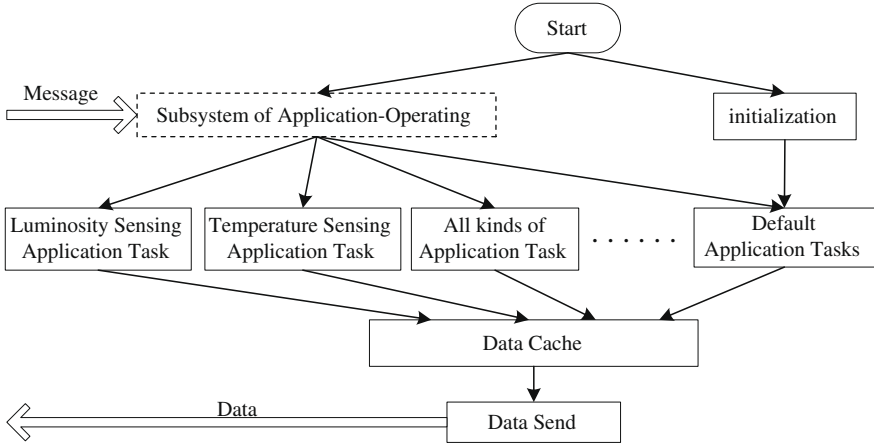 Start
Message
Subsystem of Application-Operating
initialization
Luminosity Sensing
Application Task
Temperature Sensing
Application Task
All kinds of
Application Task
. . . . . .
Default
Application Tasks
Data Cache
Data
Data Send